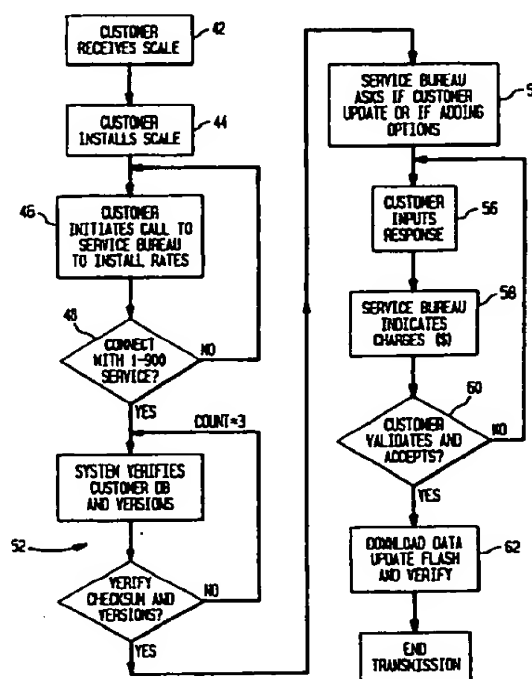 CUSTOMER
RECEIVES SCALE
42
CUSTOMER
INSTALLS SCALE
44
46
CUSTOMER
INITIATES CALL TO
SERVICE BUREAU
TO INSTALL RATES
48
CONNECT
WITH 1-900
SERVICE?
NO
YES
COUNT=3
SYSTEM VERIFIES
CUSTOMER DB
AND VERSIONS
52
VERIFY
CHECKSUM AND
VERSIONS?
NO
YES
SERVICE BUREAU
ASKS IF CUSTOMER
UPDATE OR IF ADDING
OPTIONS
5
CUSTOMER
INPUTS
RESPONSE
56
SERVICE BUREAU
INDICATES
CHARGES ($)
58
60
CUSTOMER
VALIDATES AND
ACCEPTS?
NO
YES
DOWNLOAD DATA
UPDATE FLASH
AND VERIFY
62
END
TRANSMISSION